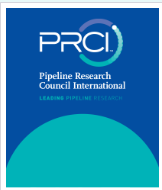 PRCI
Pipeline Research
Council International
LEADING PIPELINE RESEARCH